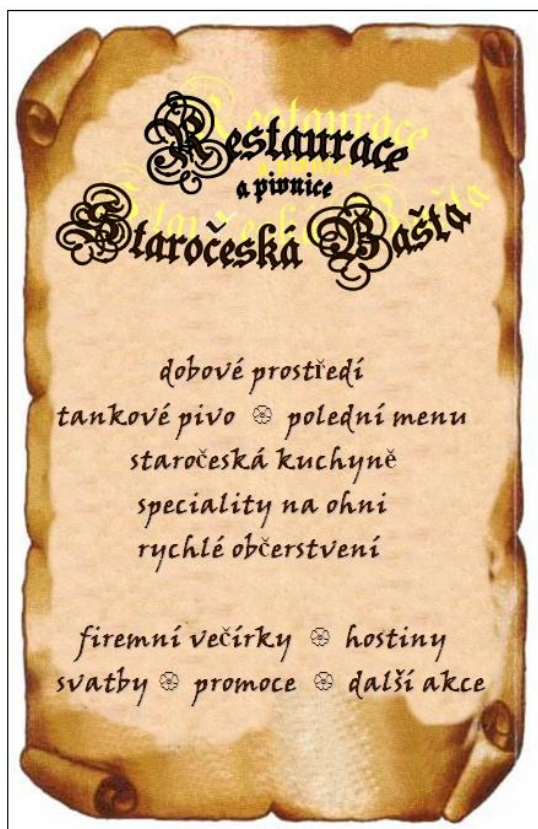 Restaurace
a pivnice
Staročeská Bašta
dobové prostředí
tankové pivo ❀ polední menu
staročeská kuchyně
speciality na ohni
rychlé občerstvení
firemní večírky ❀ hostiny
svatby ❀ promoce ❀ další akce